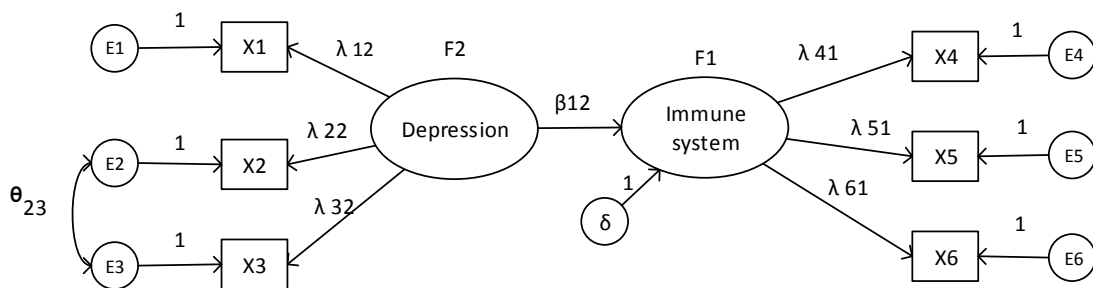 1
E1
X1
λ 12
F2
Depression
λ 22
1
E2
X2
θ23
λ 32
1
E3
X3
β12
F1
Immune
system
1
δ
λ 41
X4
1
E4
λ 51
X5
1
E5
λ 61
X6
1
E6